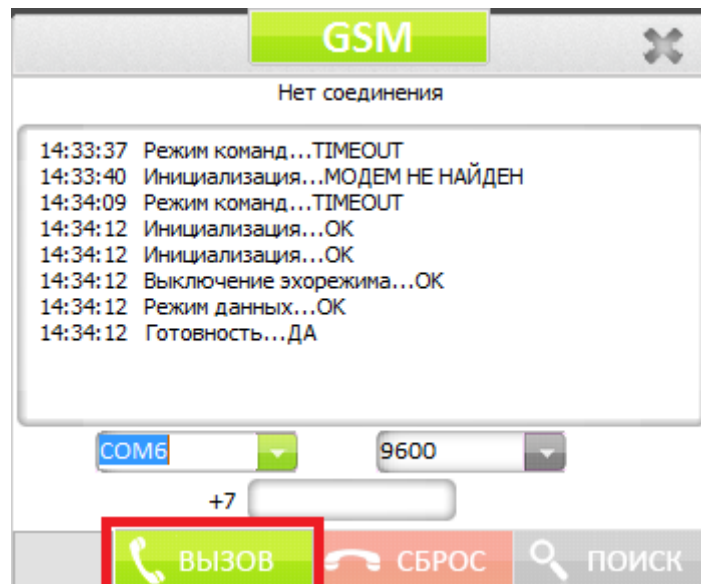 GSM
Нет соединения
14:33:37 Режим команд...TIMEOUT
14:33:40 Инициализация...МОДЕМ НЕ НАЙДЕН
14:34:09 Режим команд...TIMEOUT
14:34:12 Инициализация...OK
14:34:12 Инициализация...OK
14:34:12 Выключение эхорежима...OK
14:34:12 Режим данных...OK
14:34:12 Готовность...ДА
COM6 9600
+7
ВЫЗОВ СБРОС ПОИСК